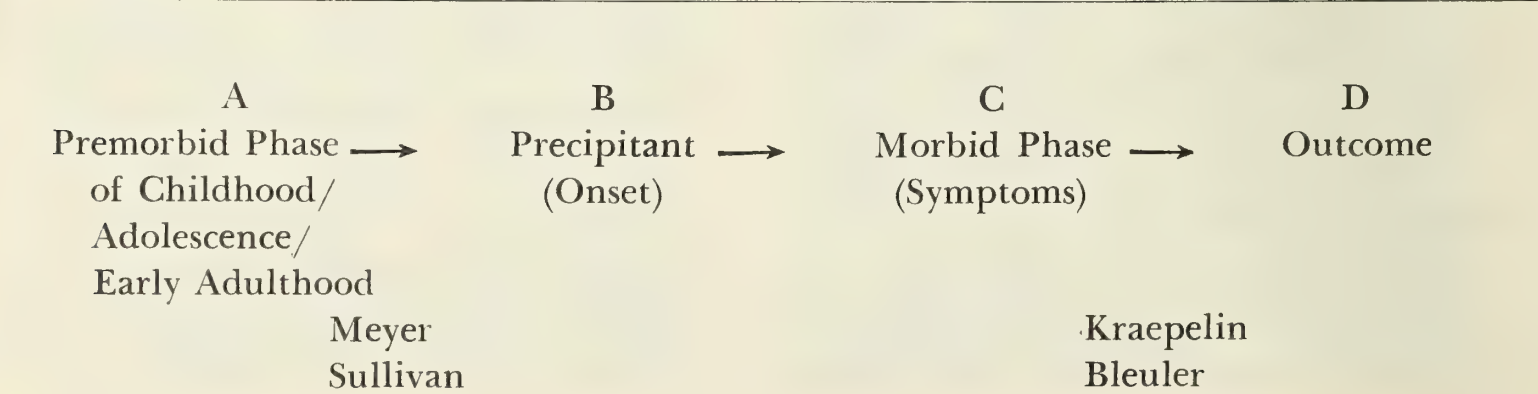 A B C D
Premorbid Phase → Precipitant → Morbid Phase → Outcome
of Childhood/ (Onset) (Symptoms)
Adolescence/
Early Adulthood
Meyer Kraepelin
Sullivan Bleuler